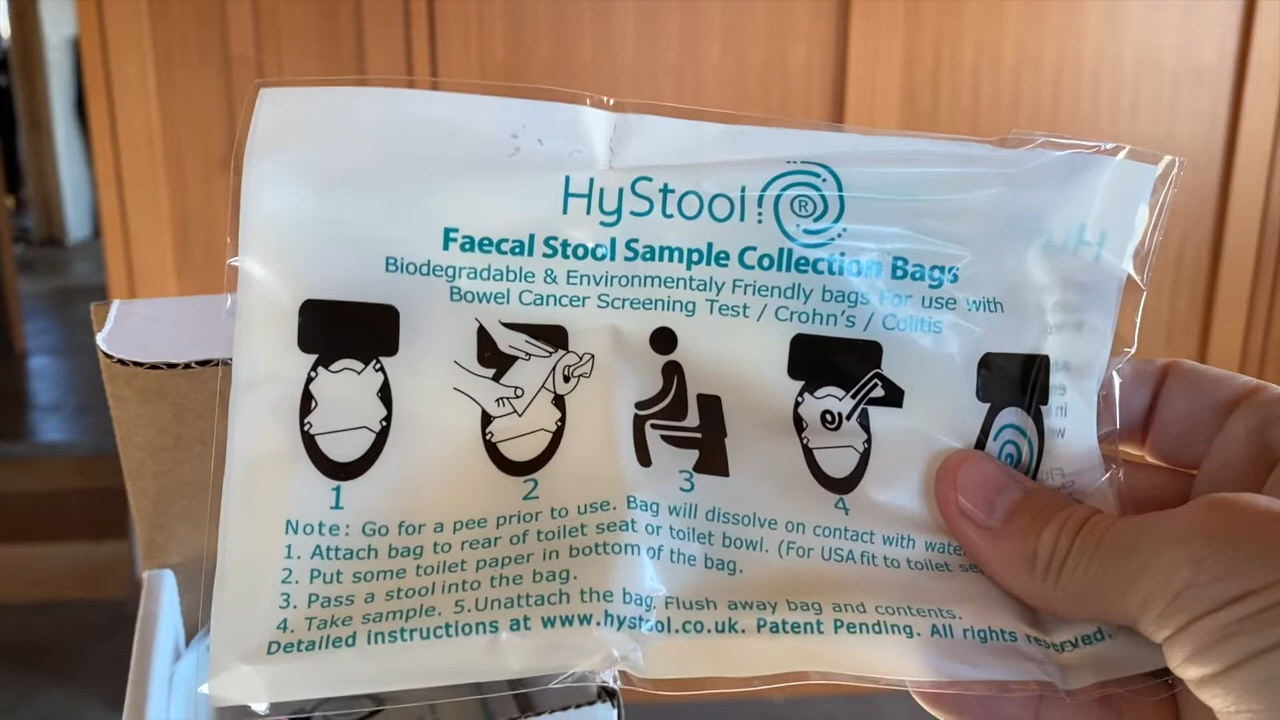 HyStool ®
Faecal Stool Sample Collection Bags
Biodegradable & Environmentaly Friendly bags For use with
Bowel Cancer Screening Test / Crohn's / Colitis
1 2 3 4
Note: Go for a pee prior to use. Bag will dissolve on contact with wate
1. Attach bag to rear of toilet seat or toilet bowl. (For USA fit to toilet se
2. Put some toilet paper in bottom of the bag.
3. Pass a stool into the bag.
4. Take sample. 5.Unattach the bag. Flush away bag and contents.
Detailed instructions at www.hystool.co.uk. Patent Pending. All rights reserved.